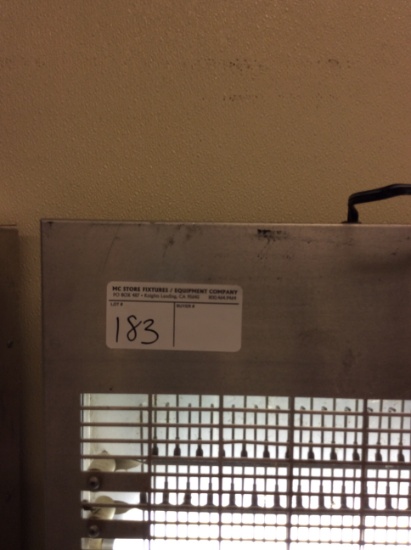 MC STORE FIXTURES / EQUIPMENT COMPANY
LOT # BUYER #
183